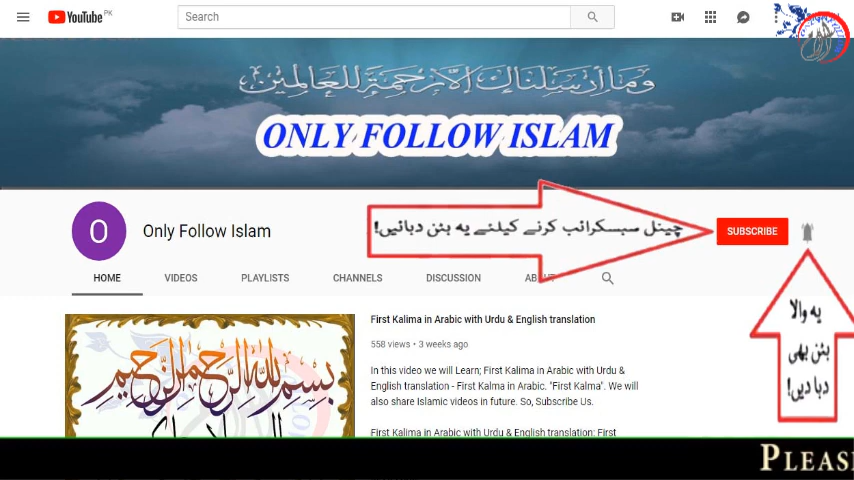 YouTube PK
Search
وما أرسلناك إلا رحمة للعالمين
ONLY FOLLOW ISLAM
O
Only Follow Islam
چینل سبسکرائب کرنے کیلئے یہ بٹن دبائیں!
SUBSCRIBE
HOME VIDEOS PLAYLISTS CHANNELS DISCUSSION
یہ والا
بٹن بھی
دبا دیں!
First Kalima in Arabic with Urdu & English translation
558 views • 3 weeks ago
In this video we will Learn; First Kalima in Arabic with Urdu &
English translation - First Kalma in Arabic. "First Kalma". We will
also share Islamic videos in future. So, Subscribe Us.
First Kalima in Arabic with Urdu & English translation: First
بسم الله الرحمن الرحيم
PLEAS